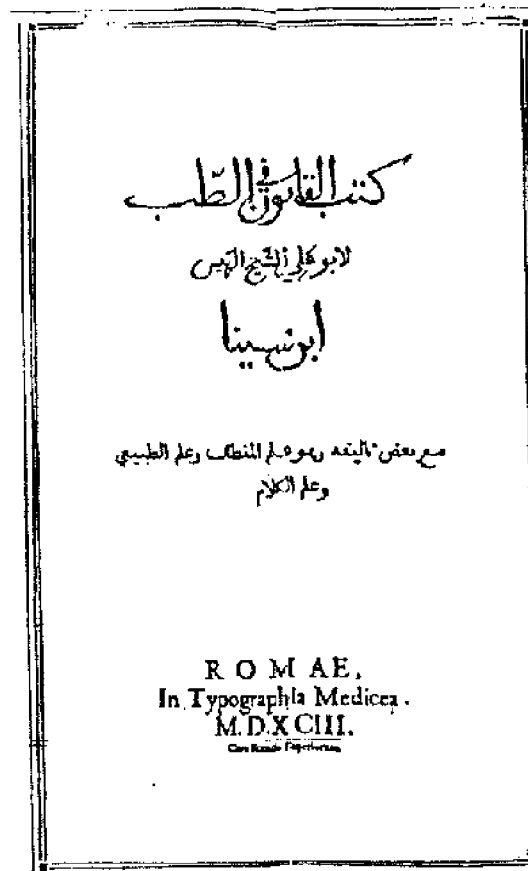 كتب القانون في الطب
لابو علي الشيخ الرئيس
ابن سينا
مع بعض تاليفه وهو علم المنطق وعلم الطبيعي
وعلم الكلام
ROMAE,
In Typographia Medicea.
M.D.XCIII.